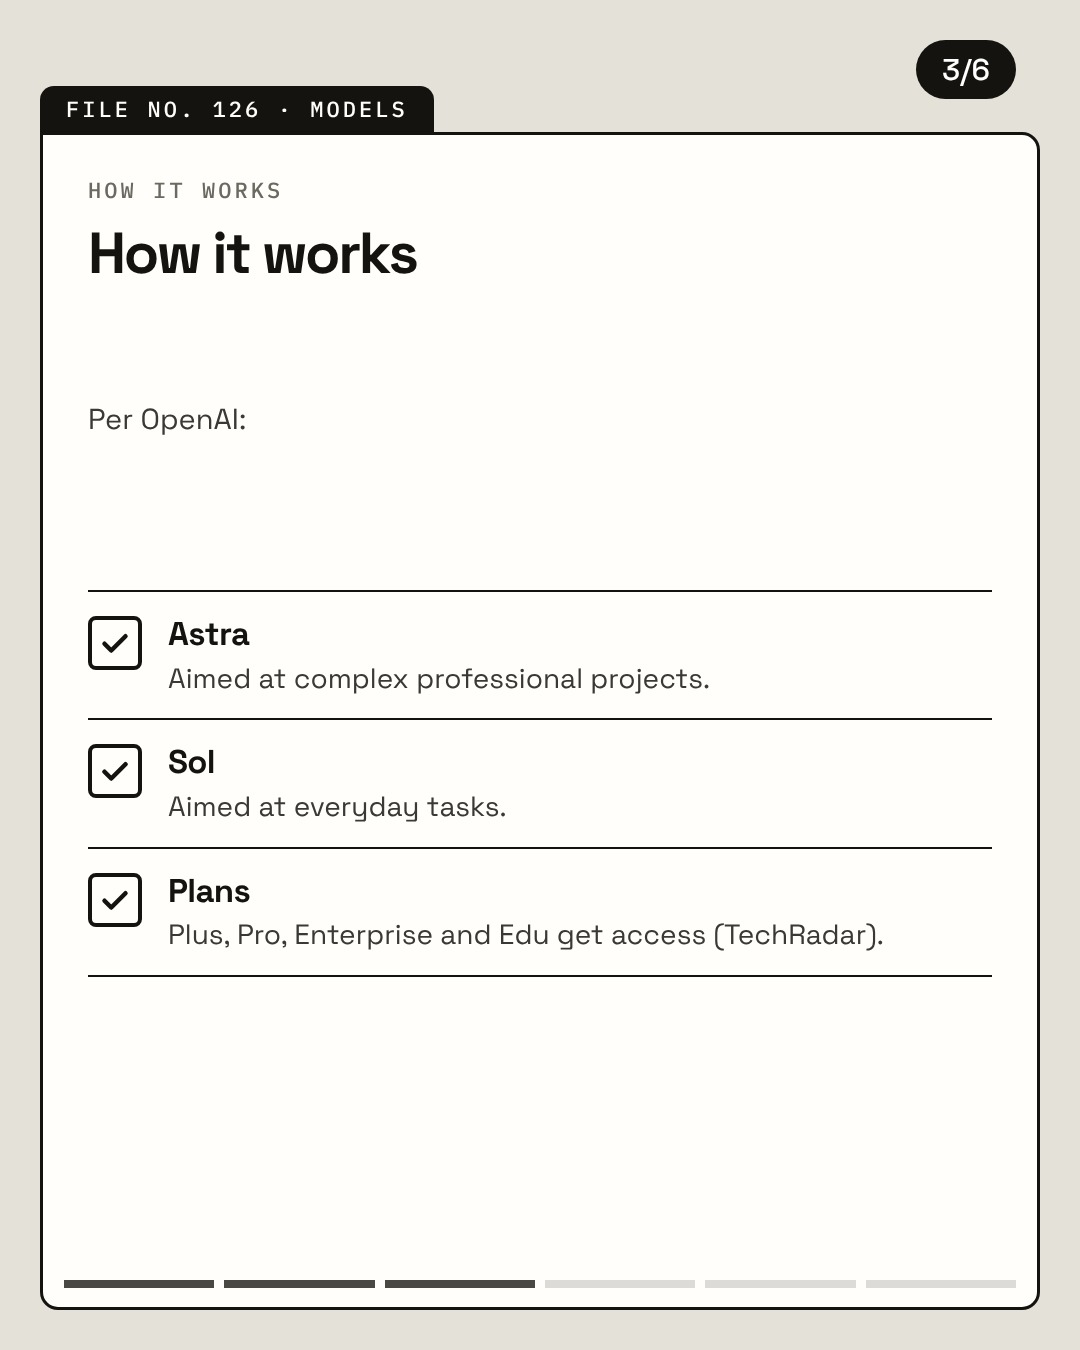 3/6
FILE NO. 126 · MODELS
HOW IT WORKS
How it works
Per OpenAI:
Astra
Aimed at complex professional projects.
Sol
Aimed at everyday tasks.
Plans
Plus, Pro, Enterprise and Edu get access (TechRadar).